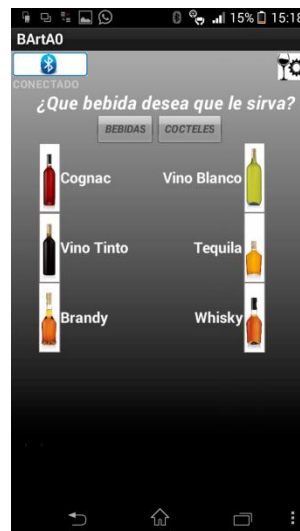 15% 15:18
BArtA0
CONECTADO
¿Que bebida desea que le sirva?
BEBIDAS COCTELES
Cognac Vino Blanco
Vino Tinto Tequila
Brandy Whisky